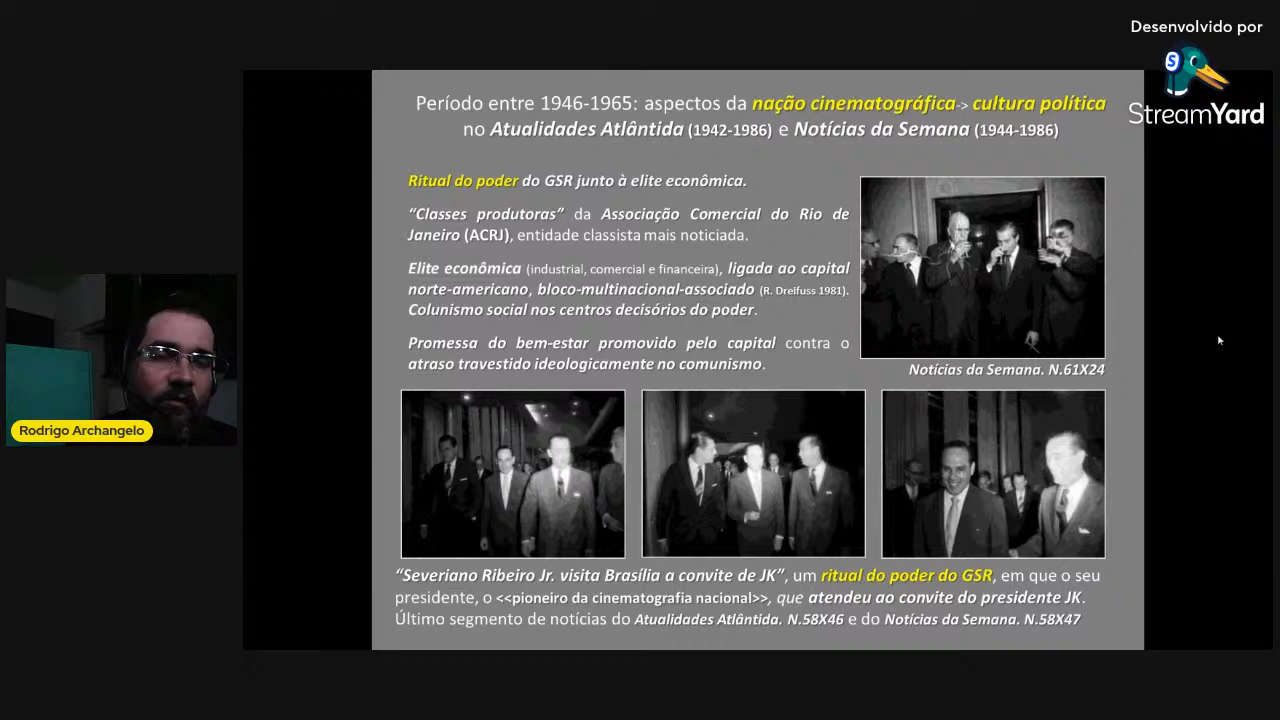 Desenvolvido por
StreamYard
Período entre 1946-1965: aspectos da nação cinematográfica-> cultura política
no Atualidades Atlântida (1942-1986) e Notícias da Semana (1944-1986)
Ritual do poder do GSR junto à elite econômica.
“Classes produtoras” da Associação Comercial do Rio de
Janeiro (ACRJ), entidade classista mais noticiada.
Elite econômica (industrial, comercial e financeira), ligada ao capital
norte-americano, bloco-multinacional-associado (R. Dreifuss 1981).
Colunismo social nos centros decisórios do poder.
Promessa do bem-estar promovido pelo capital contra o
atraso travestido ideologicamente no comunismo.
Notícias da Semana. N.61X24
Rodrigo Archangelo
“Severiano Ribeiro Jr. visita Brasília a convite de JK”, um ritual do poder do GSR, em que o seu
presidente, o <<pioneiro da cinematografia nacional>>, que atendeu ao convite do presidente JK.
Último segmento de notícias do Atualidades Atlântida. N.58X46 e do Notícias da Semana. N.58X47